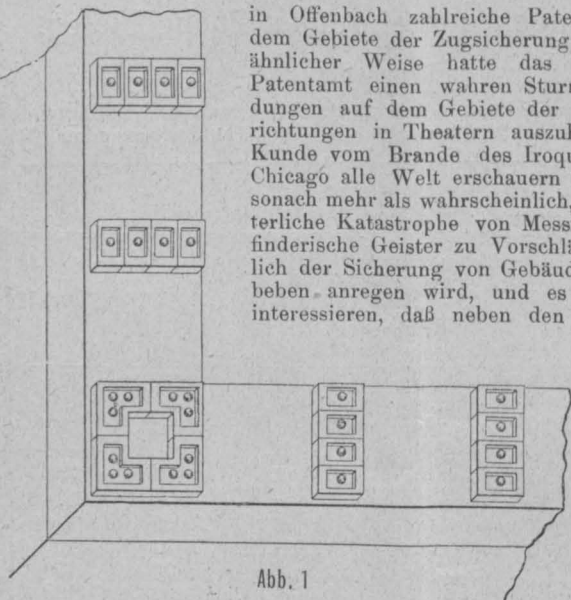 in Offenbach zahlreiche Pate
dem Gebiete der Zugsicherung
ähnlicher Weise hatte das
Patentamt einen wahren Stur
dungen auf dem Gebiete der
richtungen in Theatern auszu
Kunde vom Brande des Iroqu
Chicago alle Welt erschauern
sonach mehr als wahrscheinlich,
terliche Katastrophe von Mess
finderische Geister zu Vorschl
lich der Sicherung von Gebäud
beben anregen wird, und es
interessieren, daß neben den
Abb. 1